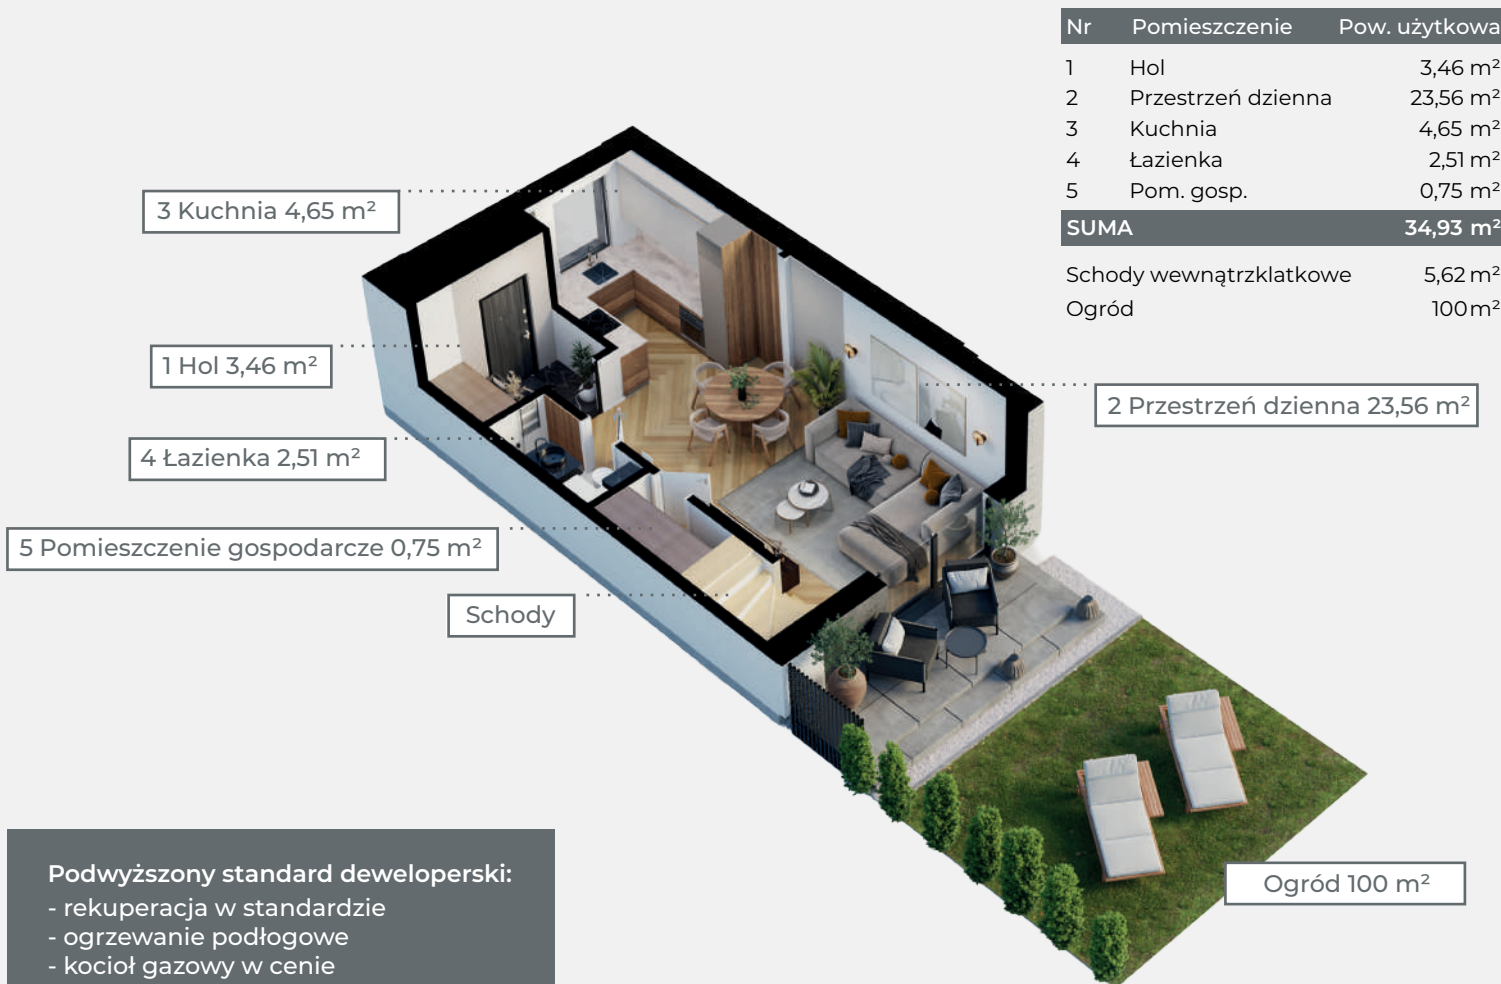 Nr Pomieszczenie Pow. użytkowa
1 Hol 3,46 m²
2 Przestrzeń dzienna 23,56 m²
3 Kuchnia 4,65 m²
4 Łazienka 2,51 m²
5 Pom. gosp. 0,75 m²
SUMA 34,93 m²
Schody wewnątrzklatkowe 5,62 m²
Ogród 100 m²
3 Kuchnia 4,65 m²
1 Hol 3,46 m²
2 Przestrzeń dzienna 23,56 m²
4 Łazienka 2,51 m²
5 Pomieszczenie gospodarcze 0,75 m²
Schody
Ogród 100 m²
Podwyższony standard deweloperski:
- rekuperacja w standardzie
- ogrzewanie podłogowe
- kocioł gazowy w cenie